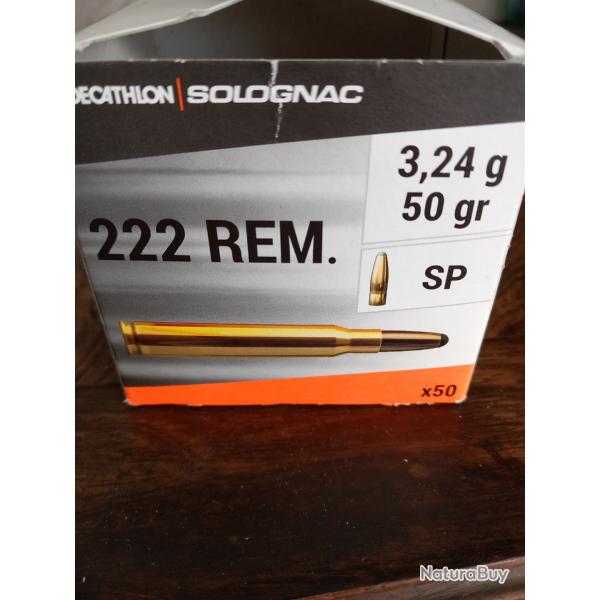 DECATHLON | SOLOGNAC
3,24 g
50 gr
222 REM.
SP
x50
NaturaBuy